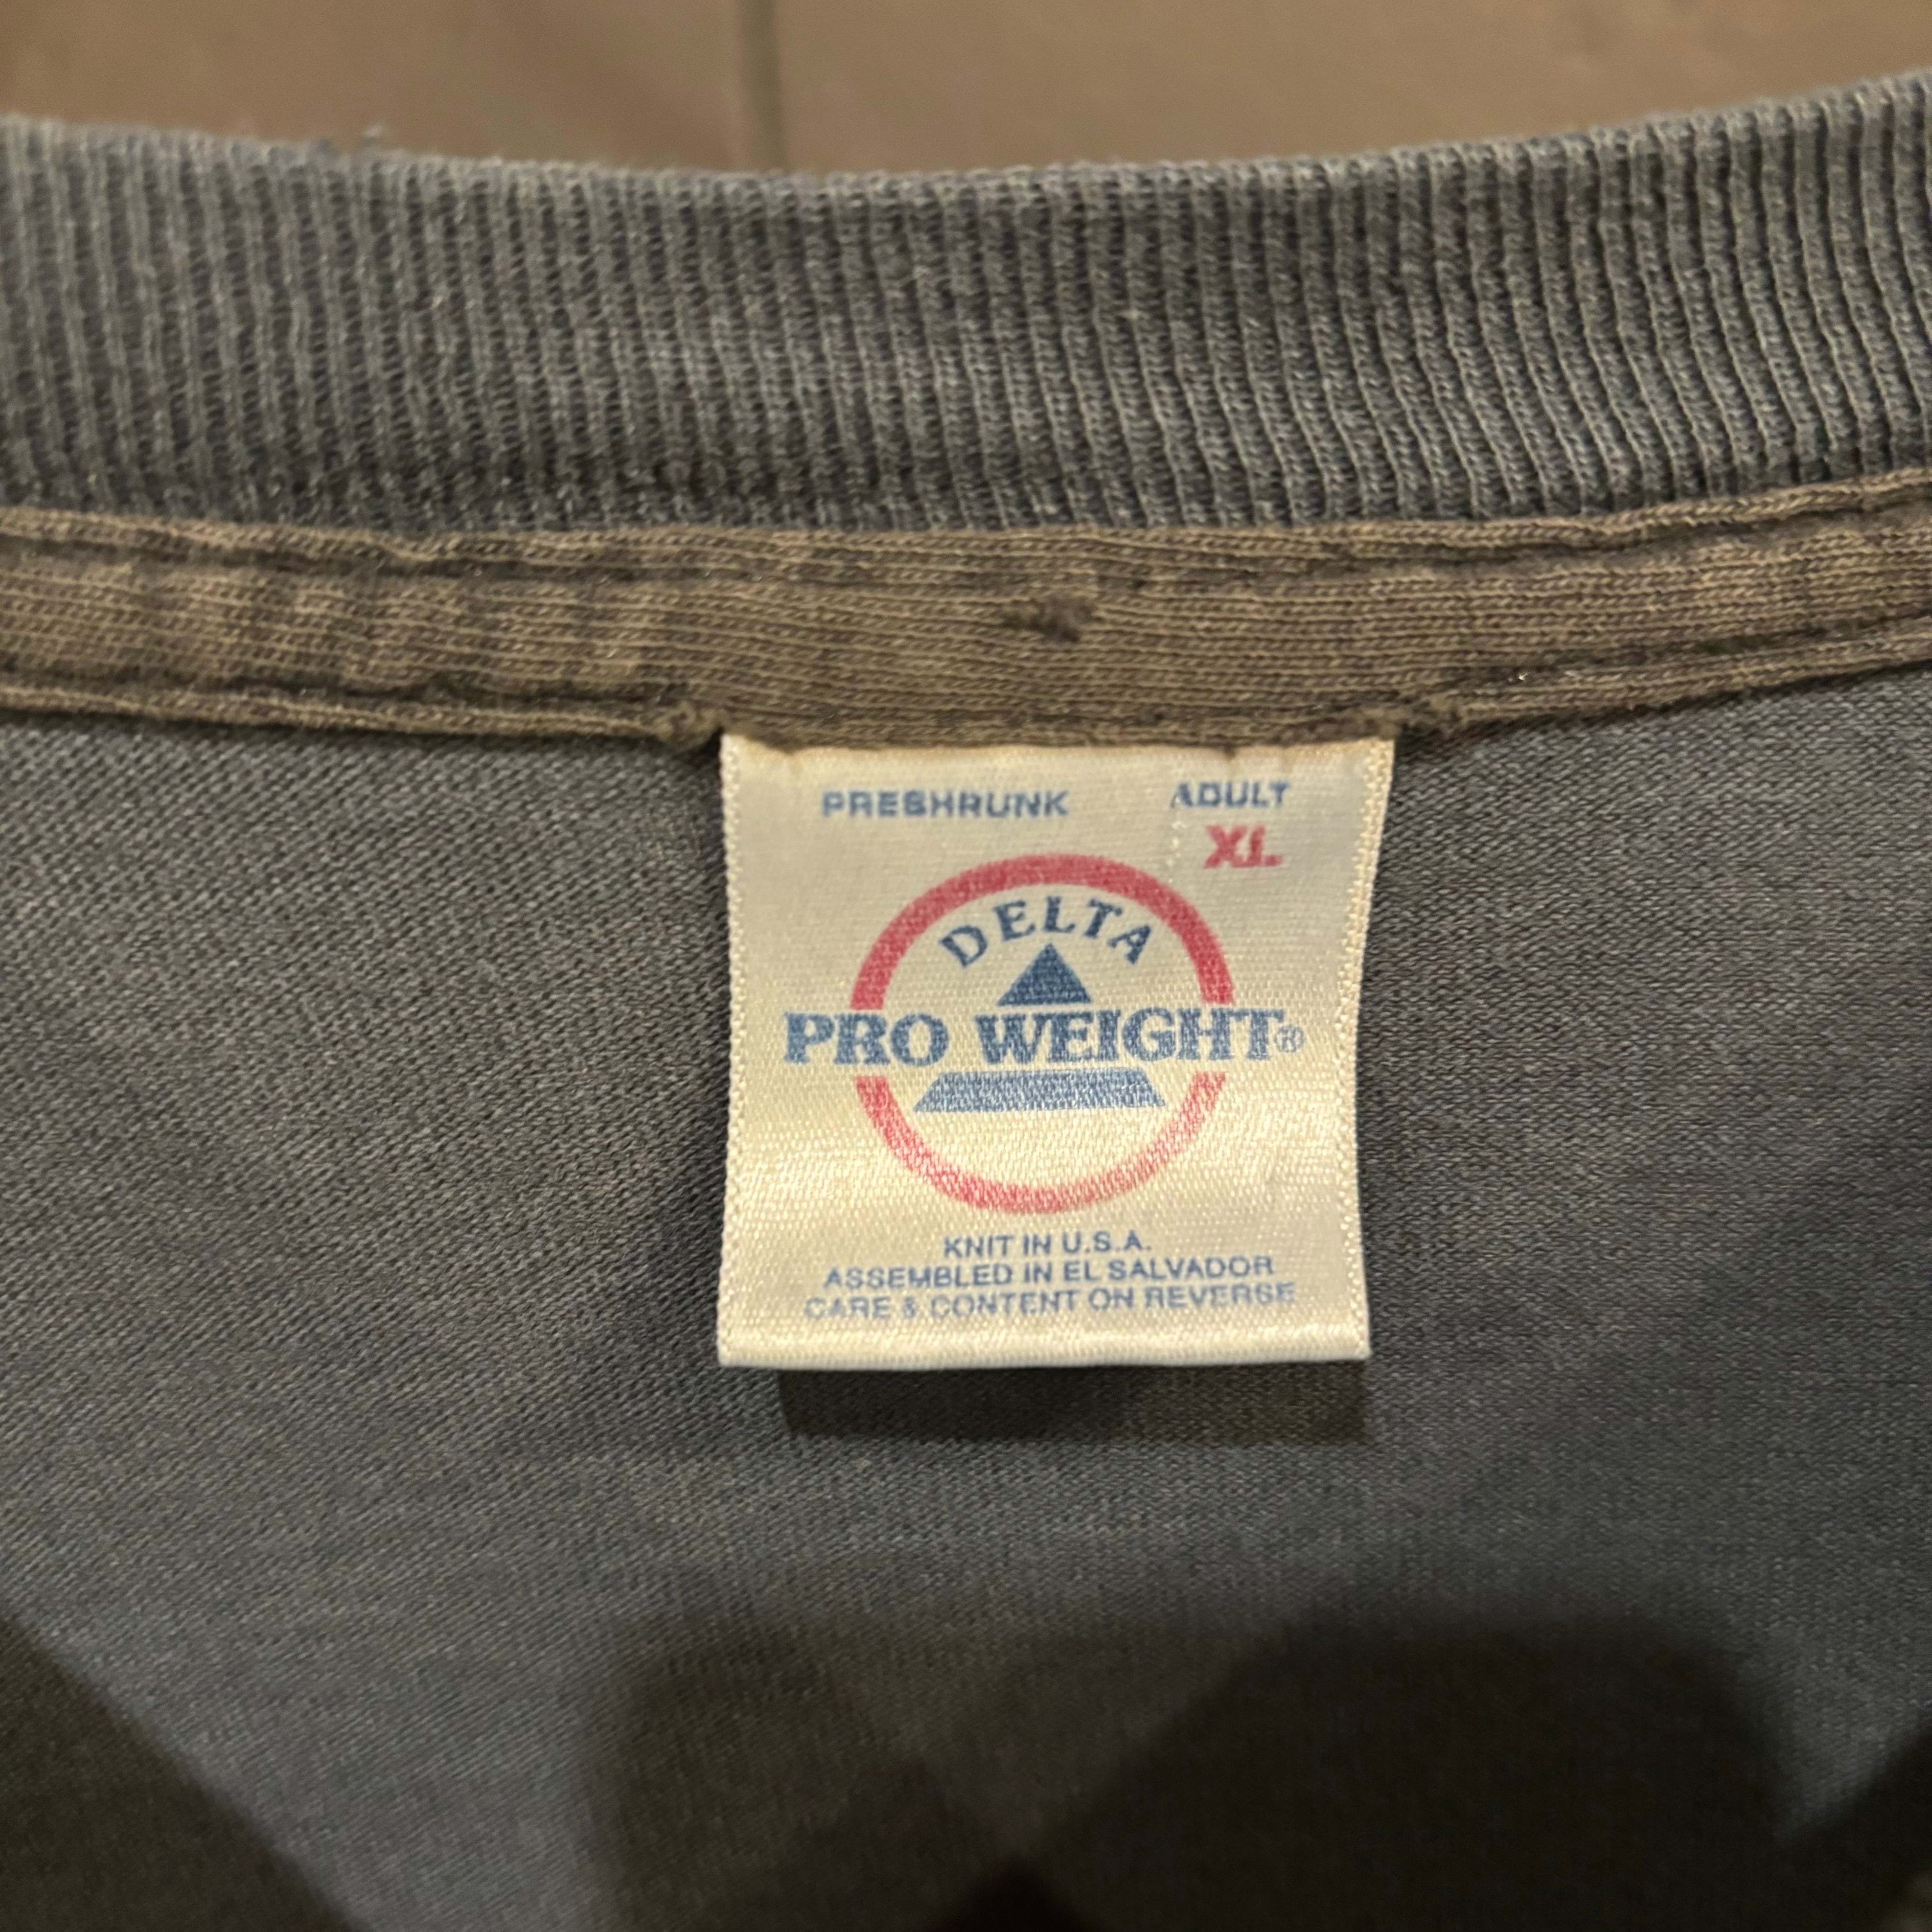 PRESHRUNK ADULT
XL
DELTA
PRO WEIGHT®
KNIT IN U.S.A.
ASSEMBLED IN EL SALVADOR
CARE & CONTENT ON REVERSE